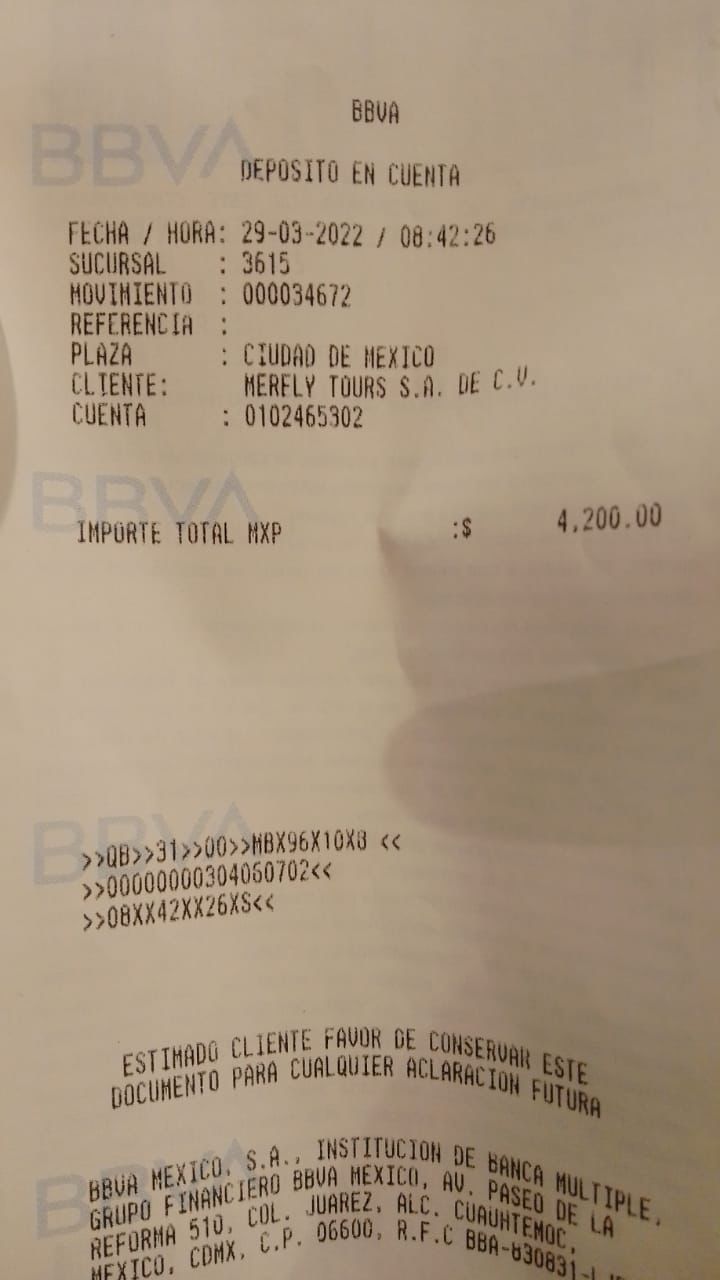 BBVA
DEPOSITO EN CUENTA
FECHA / HORA: 29-03-2022 / 08:42:26
SUCURSAL : 3615
MOVIMIENTO : 000034672
REFERENCIA :
PLAZA : CIUDAD DE MEXICO
CLIENTE: MERFLY TOURS S.A. DE C.V.
CUENTA : 0102465302
BBVA
IMPORTE TOTAL MXP :$ 4,200.00
BBVA
>>QB>>31>>00>>MBX96X10X8 <<
>>00000000304060702<<
>>08XX42XX26XS<<
ESTIMADO CLIENTE FAVOR DE CONSERVAR ESTE
DOCUMENTO PARA CUALQUIER ACLARACION FUTURA
BBVA MEXICO, S.A., INSTITUCION DE BANCA MULTIPLE,
GRUPO FINANCIERO BBVA MEXICO, AV. PASEO DE LA
REFORMA 510, COL. JUAREZ, ALC. CUAUHTEMOC,
MEXICO, CDMX, C.P. 06600, R.F.C BBA-830831-